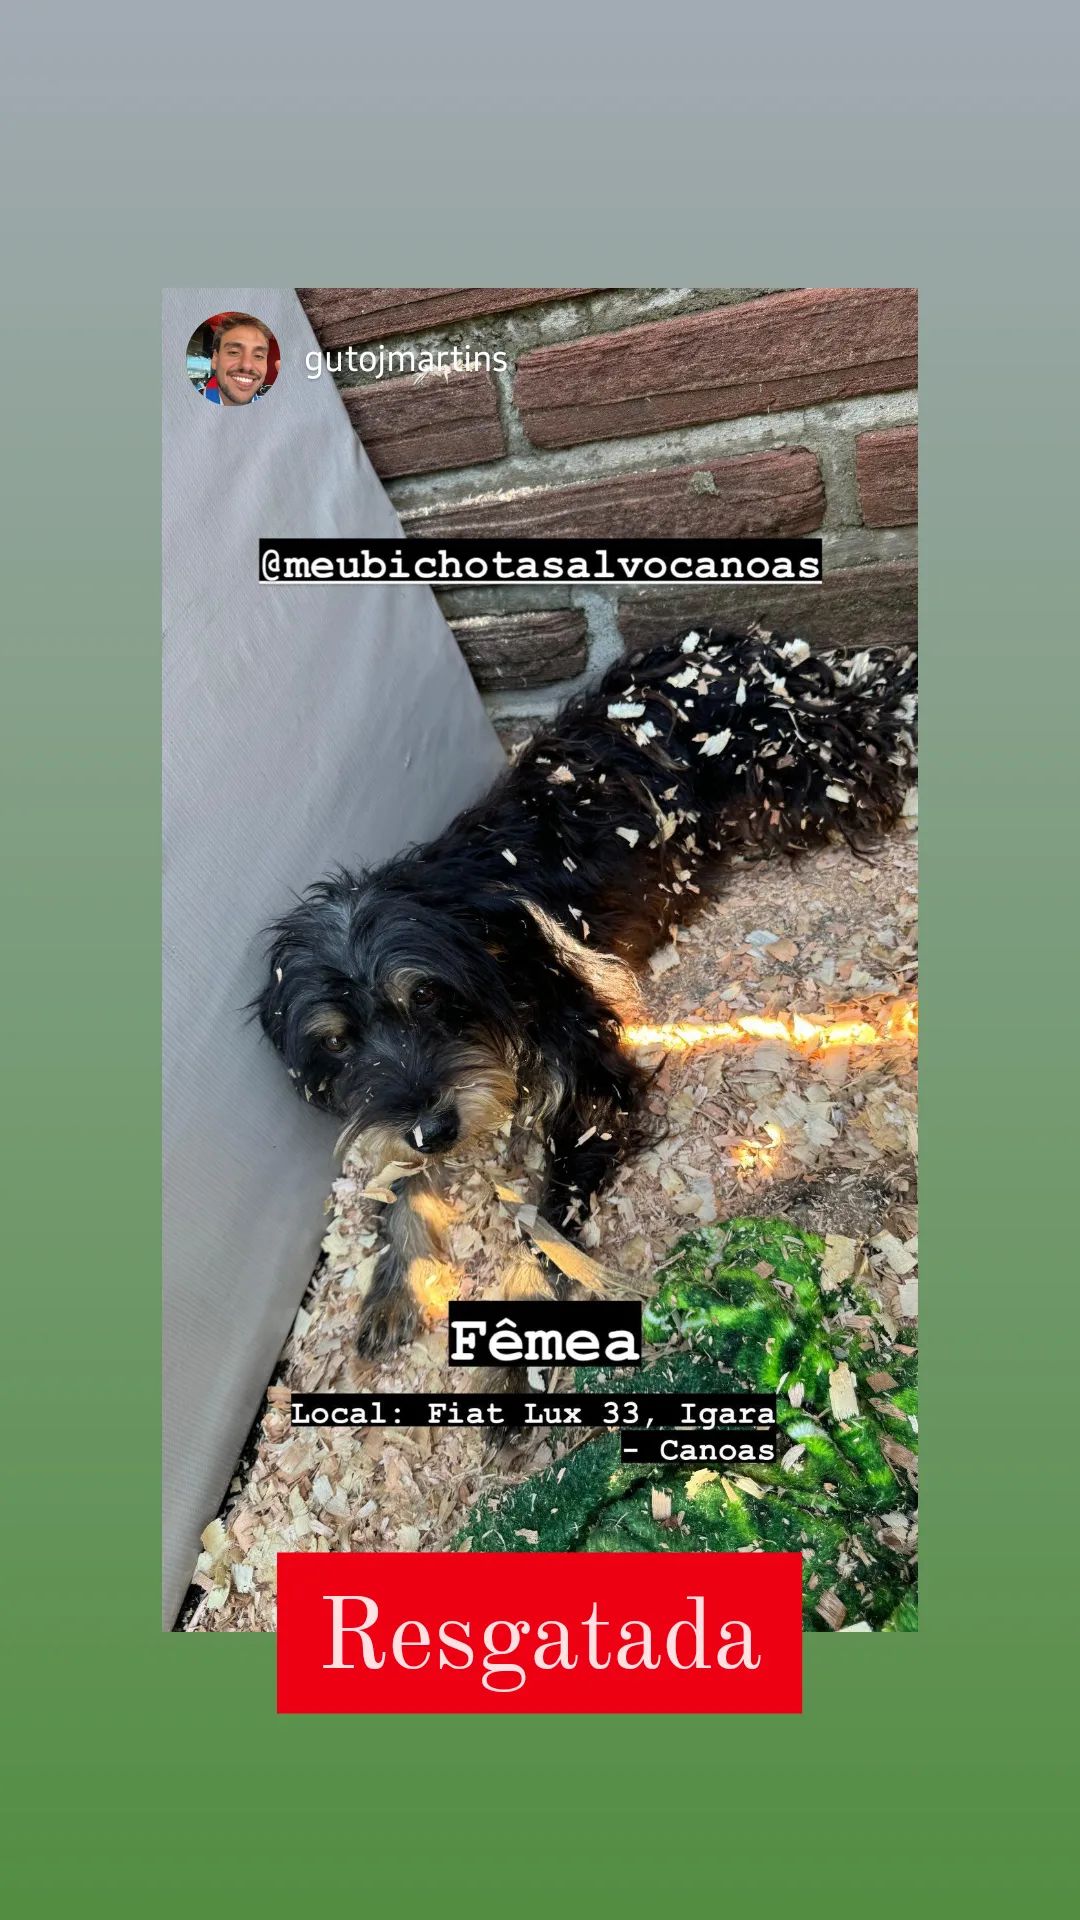 gutojmartins
@meubichotasalvocanoas
Fêmea
Local: Fiat Lux 33, Igara
- Canoas
Resgatada